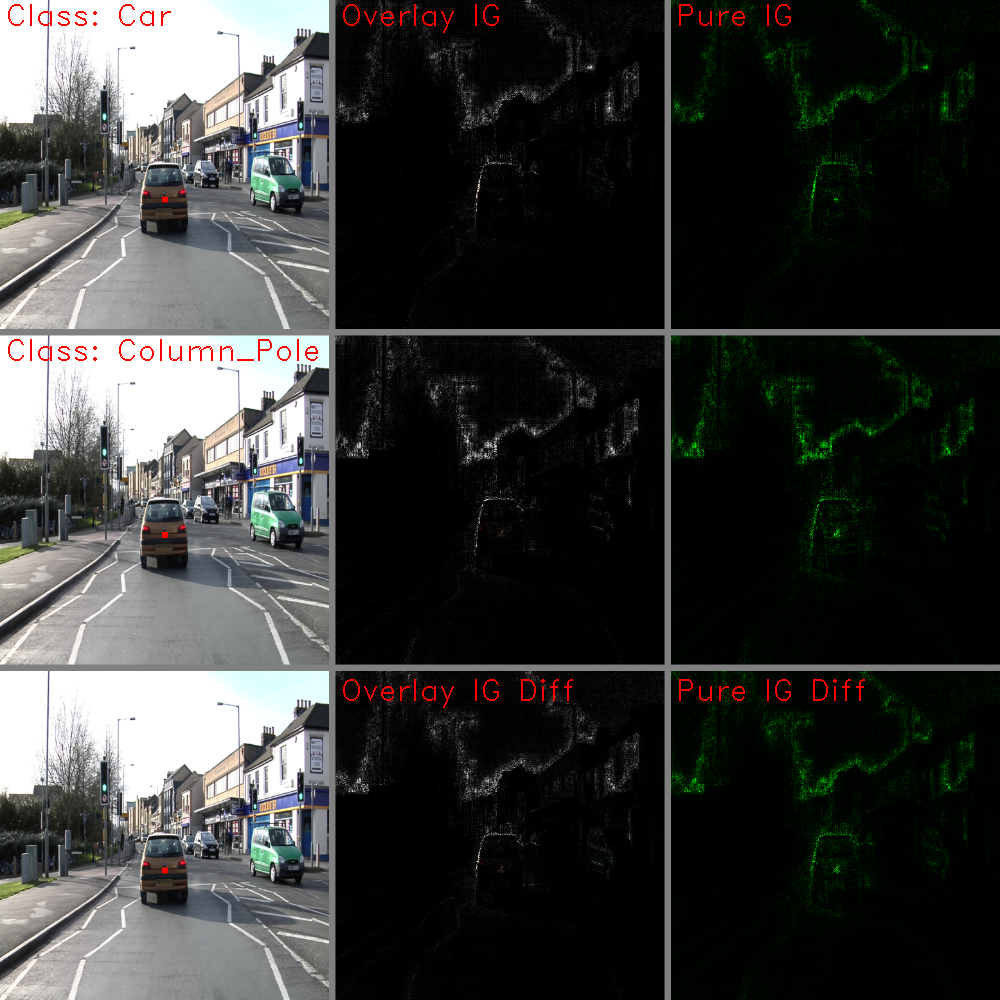 Class: Car
Overlay IG
Pure IG
Class: Column_Pole
Overlay IG Diff
Pure IG Diff